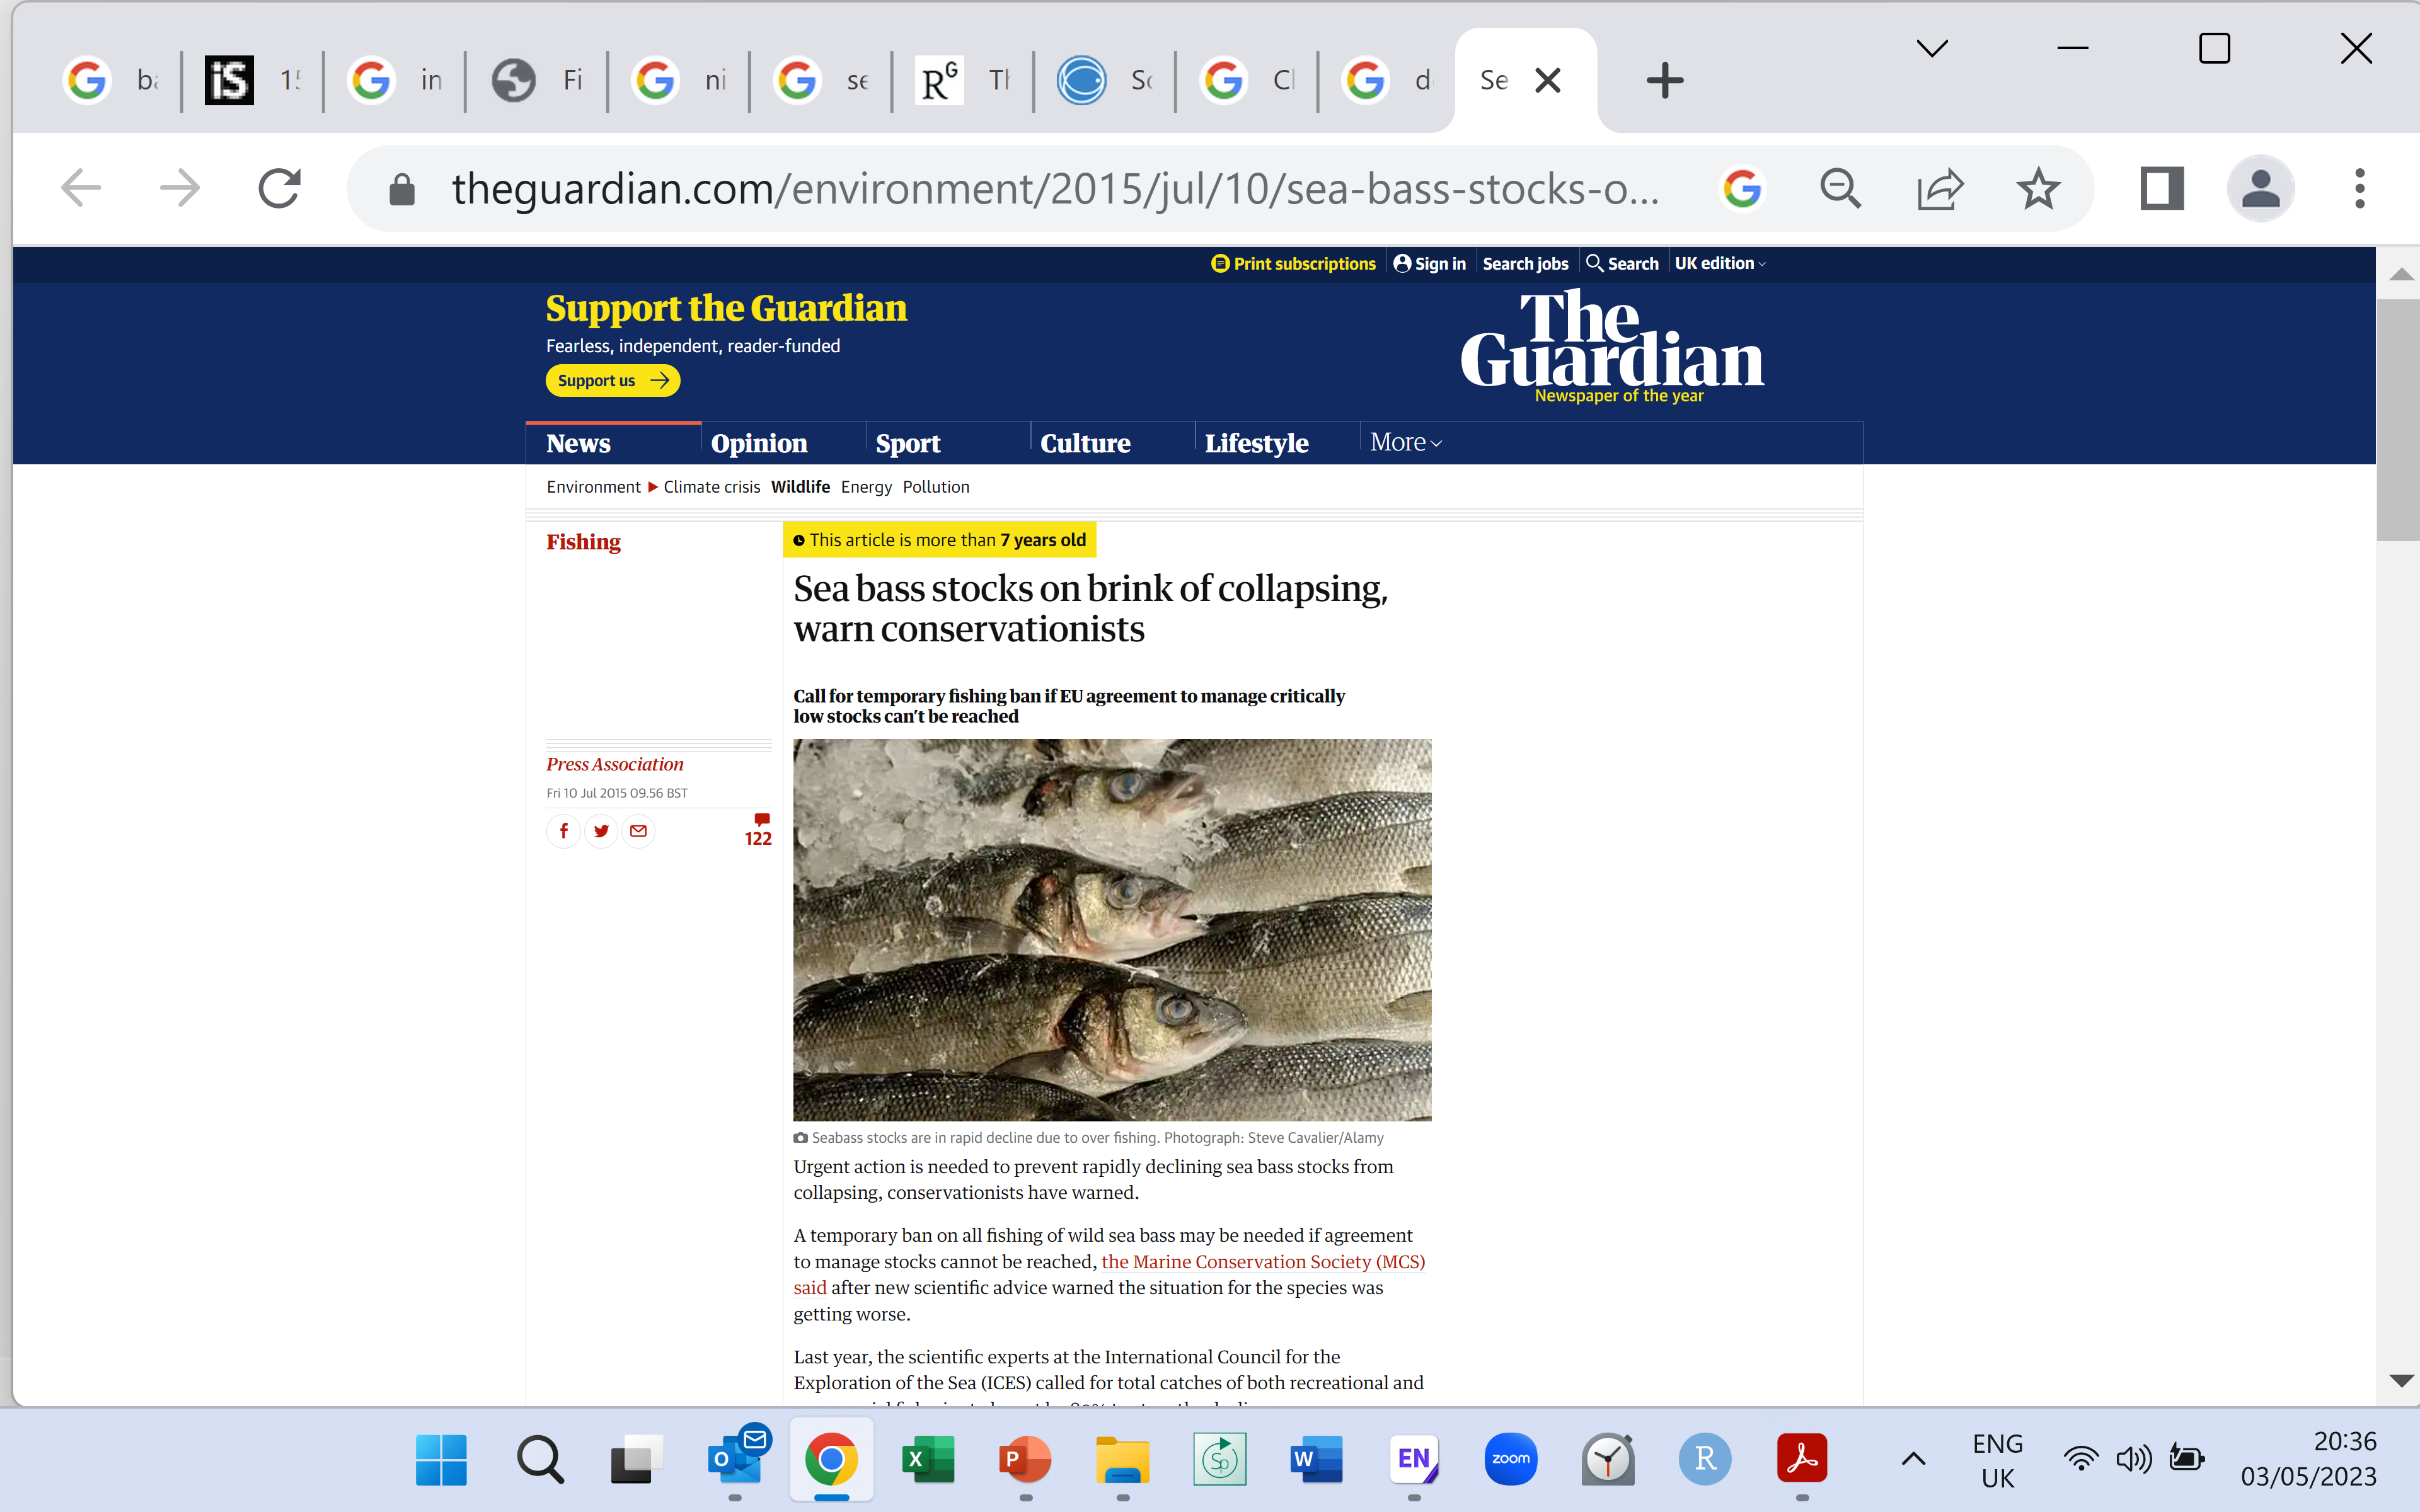 in
Fi
ni
Se
theguardian.com/environment/2015/jul/10/sea-bass-stocks-o...
Print subscriptions
Sign in
Search jobs
Search
UK edition
Support the Guardian
Fearless, independent, reader-funded
Support us
The
Guardian
Newspaper of the year
News
Opinion
Sport
Culture
Lifestyle
More
Environment
Climate crisis
Wildlife
Energy
Pollution
Fishing
This article is more than 7 years old
Sea bass stocks on brink of collapsing,
warn conservationists
Call for temporary fishing ban if EU agreement to manage critically
low stocks can't be reached
Press Association
Fri 10 Jul 2015 09.56 BST
122
Seabass stocks are in rapid decline due to over fishing. Photograph: Steve Cavalier/Alamy
Urgent action is needed to prevent rapidly declining sea bass stocks from
collapsing, conservationists have warned.
A temporary ban on all fishing of wild sea bass may be needed if agreement
to manage stocks cannot be reached, the Marine Conservation Society (MCS)
said after new scientific advice warned the situation for the species was
getting worse.
Last year, the scientific experts at the International Council for the
Exploration of the Sea (ICES) called for total catches of both recreational and
EN
zoom
ENG
UK
20:36
03/05/2023